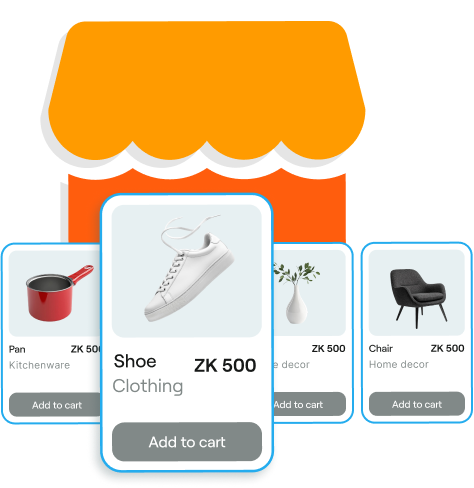 Pan ZK 500
Kitchenware
Add to cart
Shoe ZK 500
Clothing
Add to cart
ZK 500
decor
Add to cart
Chair ZK 500
Home decor
Add to cart